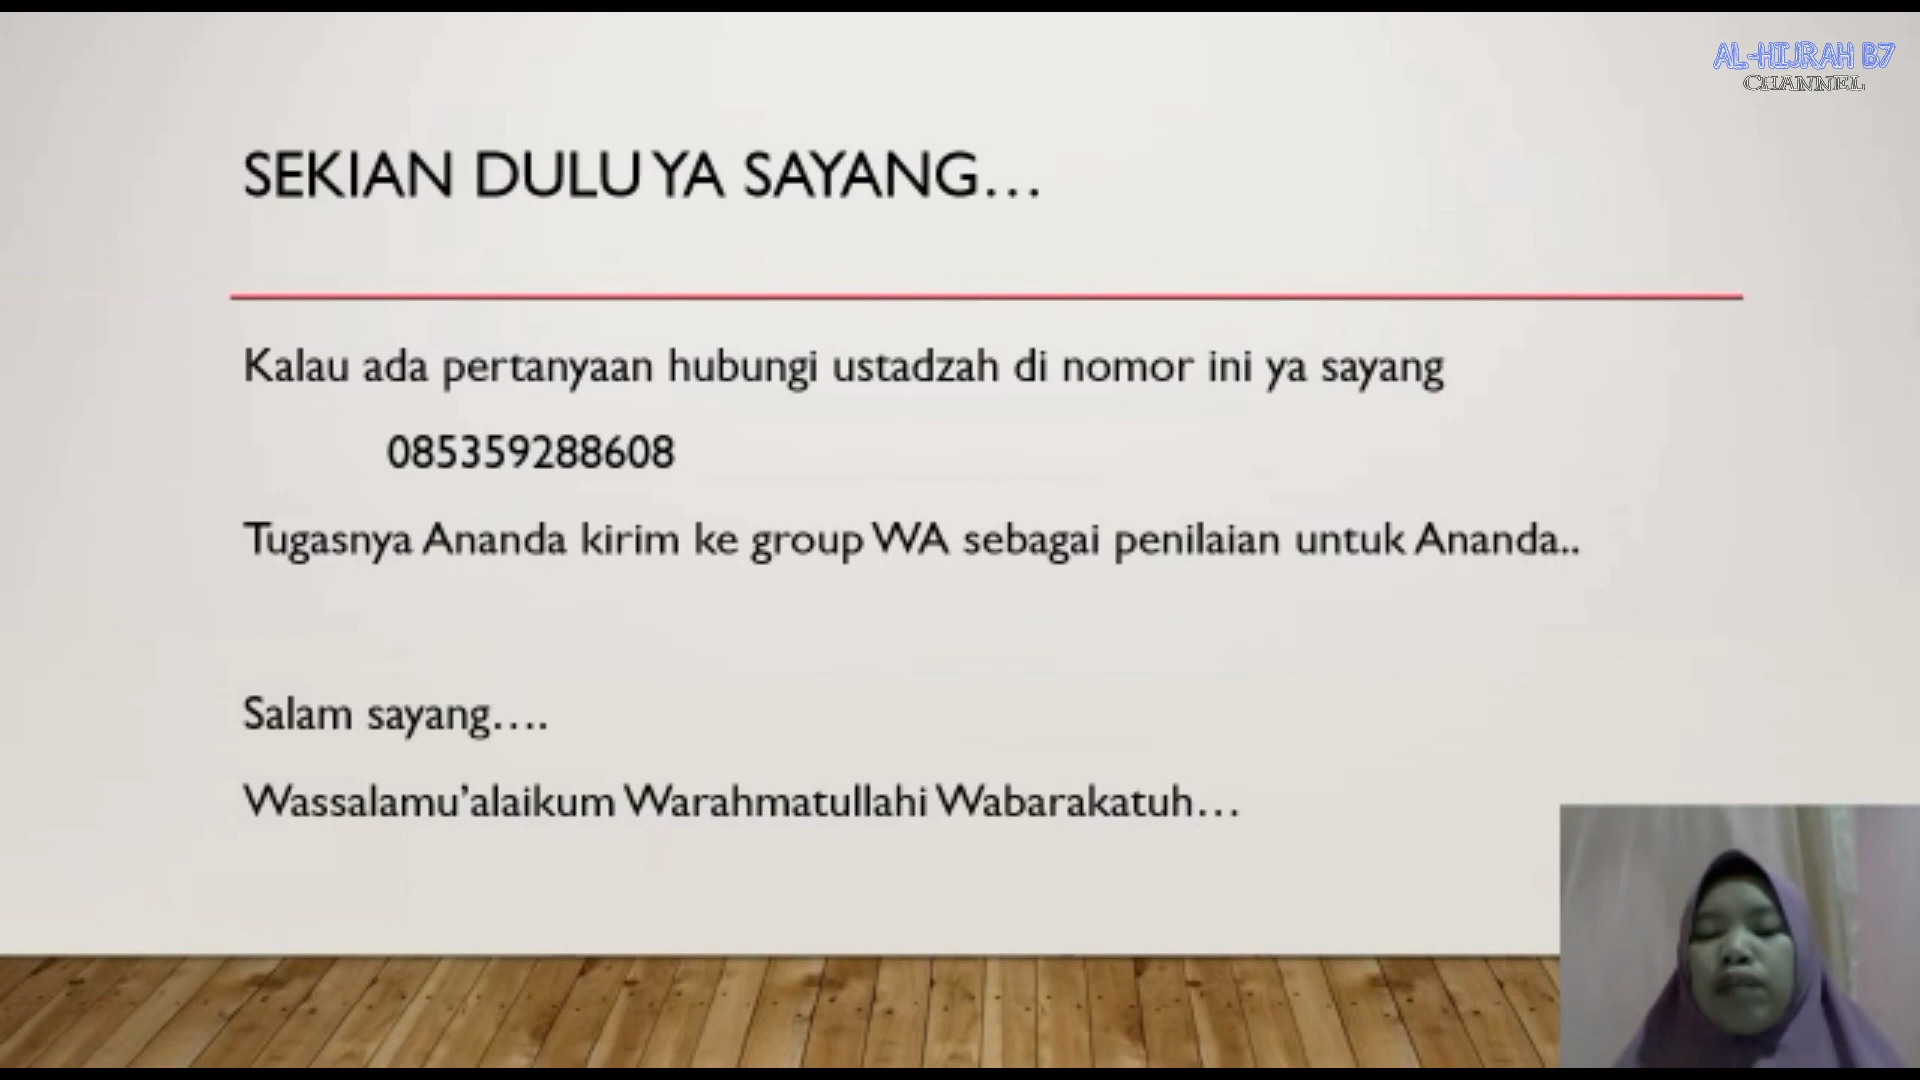 AL-HIJRAH B7
CHANNEL
SEKIAN DULU YA SAYANG...
Kalau ada pertanyaan hubungi ustadzah di nomor ini ya sayang
085359288608
Tugasnya Ananda kirim ke group WA sebagai penilaian untuk Ananda..
Salam sayang....
Wassalamu’alaikum Warahmatullahi Wabarakatuh...